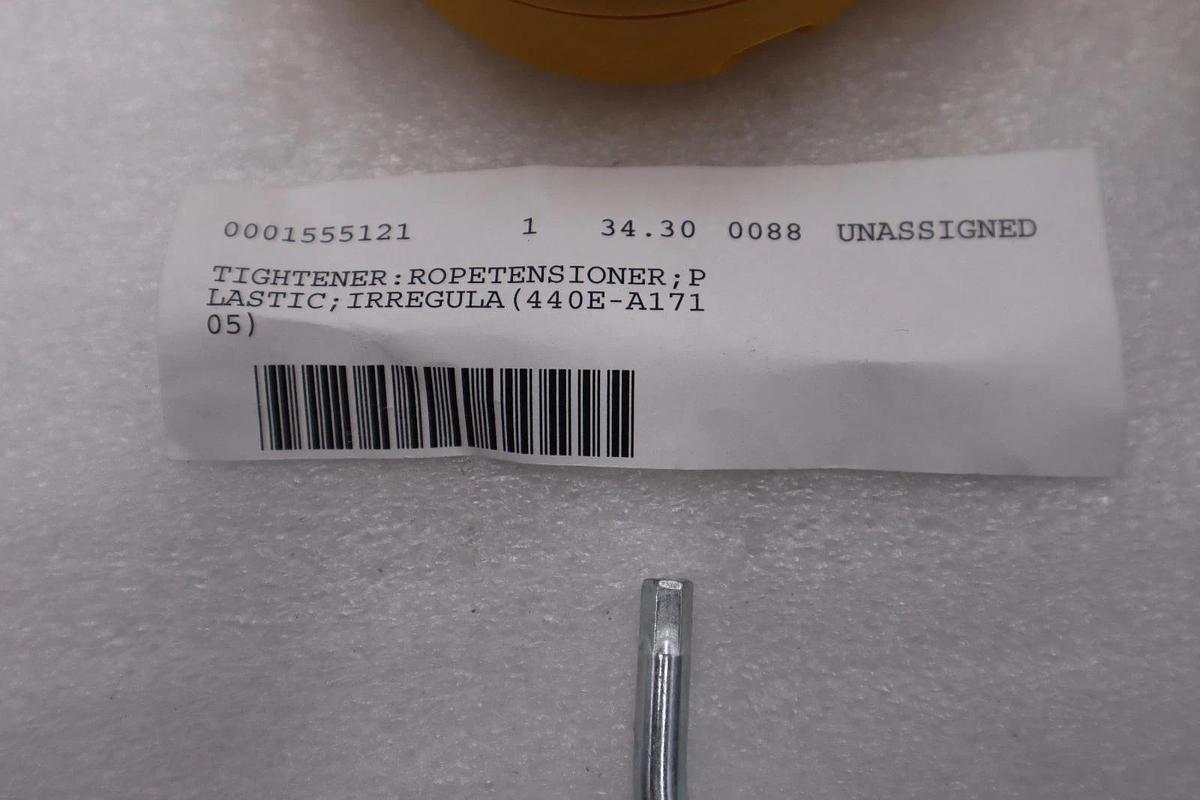 0001555121 1 34.30 0088 UNASSIGNED
TIGHTENER:ROPETENSIONER;P
LASTIC;IRREGULA(440E-A171
05)